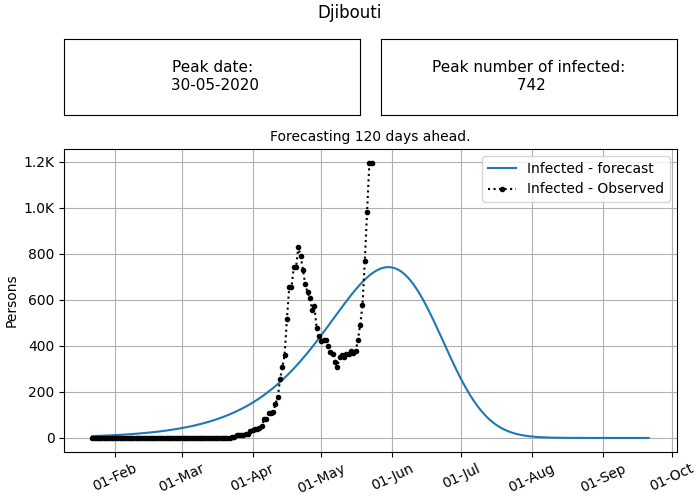 Djibouti
Peak date:
30-05-2020
Peak number of infected:
742
Forecasting 120 days ahead.
Infected - forecast
Infected - Observed
1.2K
1.0K
800
600
400
200
0
Persons
01-Feb
01-Mar
01-Apr
01-May
01-Jun
01-Jul
01-Aug
01-Sep
01-Oct